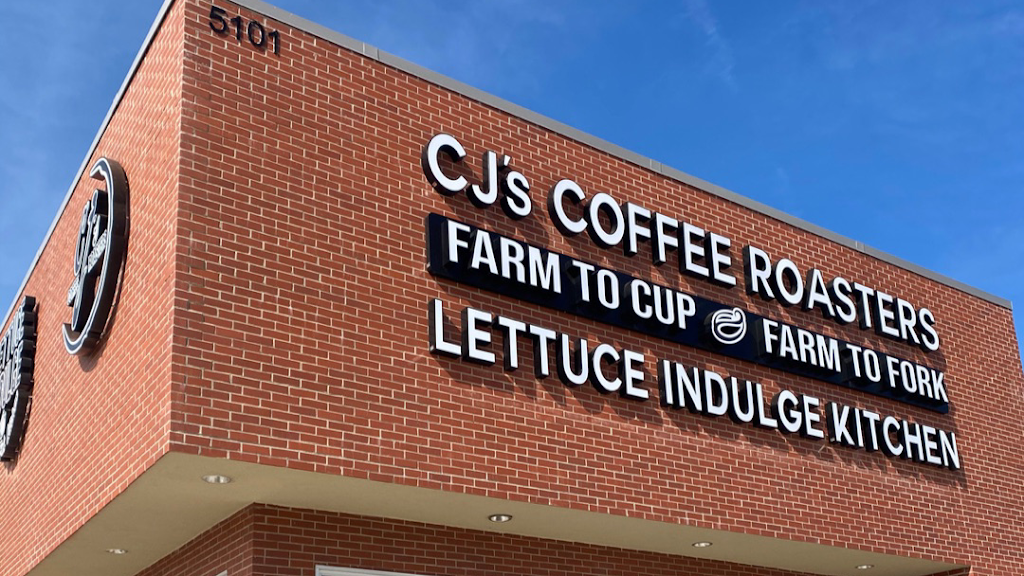 5101
CJ's COFFEE ROASTERS
FARM TO CUP FARM TO FORK
LETTUCE INDULGE KITCHEN